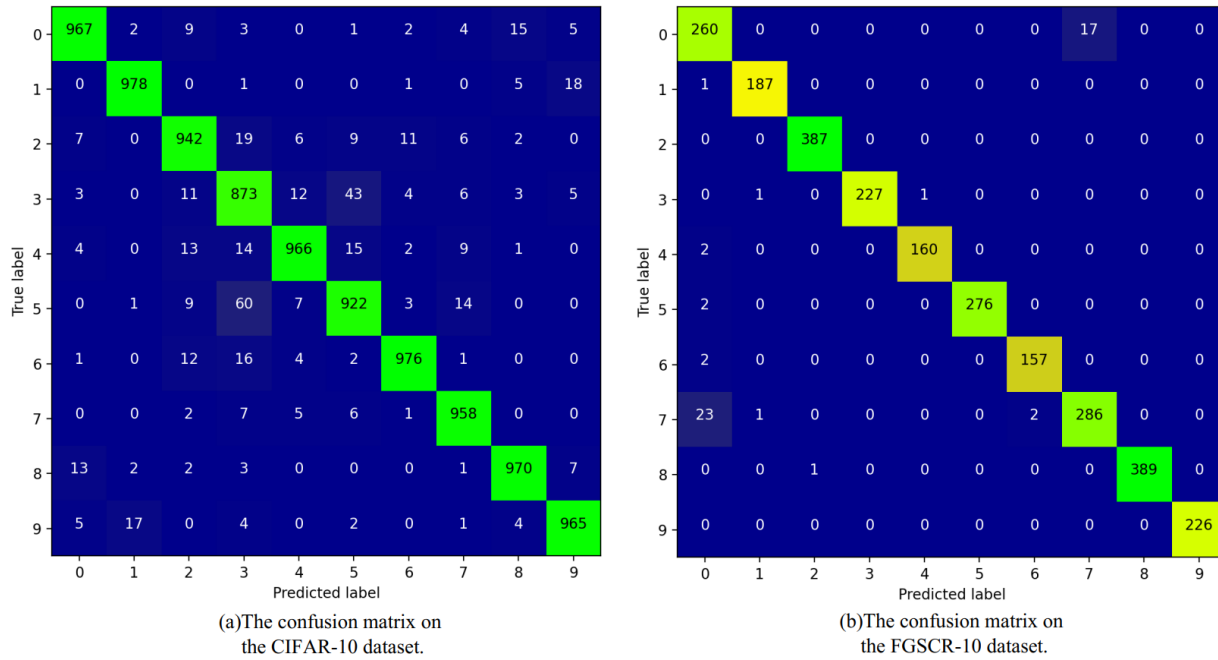 0 967 2 9 3 0 1 2 4 15 5
1 0 978 0 1 0 0 1 0 5 18
2 7 0 942 19 6 9 11 6 2 0
3 3 0 11 873 12 43 4 6 3 5
4 4 0 13 14 966 15 2 9 1 0
5 0 1 9 60 7 922 3 14 0 0
6 1 0 12 16 4 2 976 1 0 0
7 0 0 2 7 5 6 1 958 0 0
8 13 2 2 3 0 0 0 1 970 7
9 5 17 0 4 0 2 0 1 4 965
0 1 2 3 4 5 6 7 8 9
True label
Predicted label
(a)The confusion matrix on
the CIFAR-10 dataset.
0 260 0 0 0 0 0 0 17 0 0
1 1 187 0 0 0 0 0 0 0 0
2 0 0 387 0 0 0 0 0 0 0
3 0 1 0 227 1 0 0 0 0 0
4 2 0 0 0 160 0 0 0 0 0
5 2 0 0 0 0 276 0 0 0 0
6 2 0 0 0 0 0 157 0 0 0
7 23 1 0 0 0 0 2 286 0 0
8 0 0 1 0 0 0 0 0 389 0
9 0 0 0 0 0 0 0 0 0 226
0 1 2 3 4 5 6 7 8 9
True label
Predicted label
(b)The confusion matrix on
the FGSCR-10 dataset.